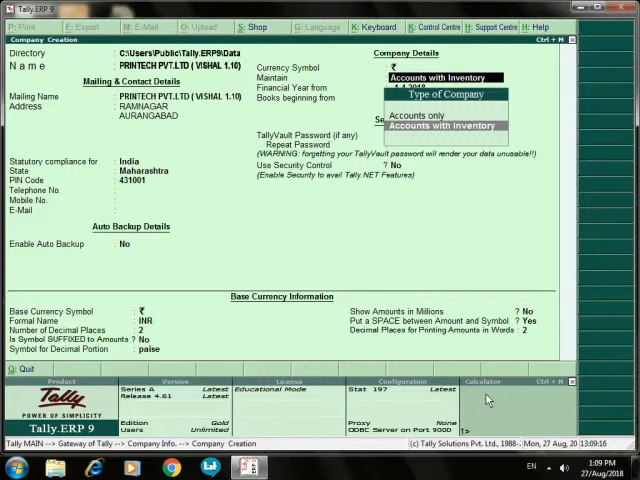 Tally.ERP 9
P: Print
E: Export
M: E-Mail
O: Upload
S: Shop
G: Language
K: Keyboard
K: Control Centre
H: Support Centre
H: Help
Company Creation
Ctrl + M
Directory : C:\Users\Public\Tally.ERP9\Data
Name : PRINTECH PVT.LTD ( VISHAL 1.10)
Mailing & Contact Details
Mailing Name : PRINTECH PVT.LTD ( VISHAL 1.10)
Address : RAMNAGAR
AURANGABAD
Statutory compliance for : India
State : Maharashtra
PIN Code : 431001
Telephone No. :
Mobile No. :
E-Mail :
Auto Backup Details
Enable Auto Backup : No
Company Details
Currency Symbol : ₹
Maintain : Accounts with Inventory
Financial Year from : 1-4-2018
Books beginning from :
Type of Company
Accounts only
Accounts with Inventory
Se
TallyVault Password (if any) :
Repeat Password :
(WARNING: forgetting your TallyVault password will render your data unusable!!)
Use Security Control ? No
(Enable Security to avail Tally.NET Features)
Base Currency Information
Base Currency Symbol : ₹
Formal Name : INR
Number of Decimal Places : 2
Is Symbol SUFFIXED to Amounts ? No
Symbol for Decimal Portion : paise
Show Amounts in Millions ? No
Put a SPACE between Amount and Symbol ? Yes
Decimal Places for Printing Amounts in Words : 2
Q: Quit
Product
Tally
POWER OF SIMPLICITY
Tally.ERP 9
Version
Series A Latest
Release 4.61 Latest
Edition Gold
Users Unlimited
License
Educational Mode
Configuration
Stat 197 Latest
Proxy None
ODBC Server on Port 9000
Calculator
Ctrl + N
1>
Tally MAIN --> Gateway of Tally --> Company Info. --> Company Creation
(c) Tally Solutions Pvt. Ltd., 1988-
Mon, 27 Aug, 20
13:09:16
EN
1:09 PM
27/Aug/2018